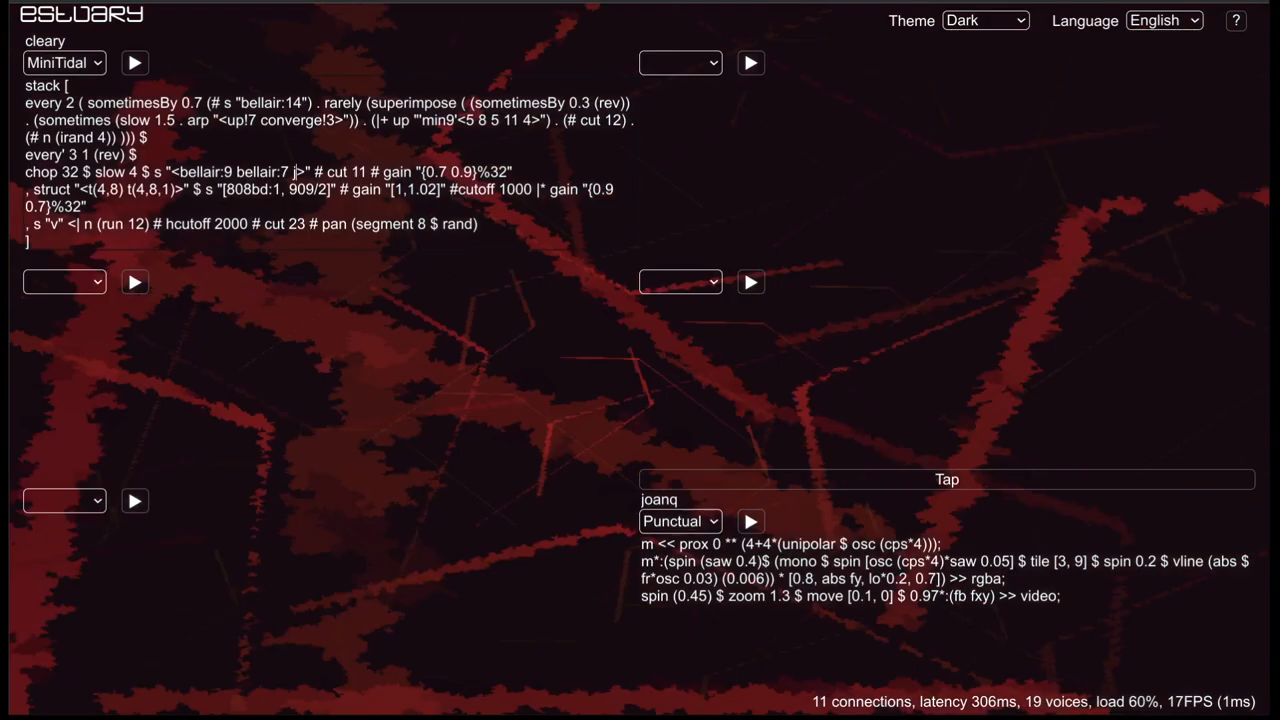 estuary
Theme Dark Language English ?
cleary
MiniTidal
stack [
every 2 ( sometimesBy 0.7 (# s "bellair:14") . rarely (superimpose ( (sometimesBy 0.3 (rev))
. (sometimes (slow 1.5 . arp "<up!7 converge!3>")) . (|+ up "'min9'<5 8 5 11 4>") . (# cut 12) .
(# n (irand 4)) ))) $
every' 3 1 (rev) $
chop 32 $ slow 4 $ s "<bellair:9 bellair:7 j>" # cut 11 # gain "{0.7 0.9}%32"
, struct "<t(4,8) t(4,8,1)>" $ s "[808bd:1, 909/2]" # gain "[1,1.02]" #cutoff 1000 |* gain "{0.9
0.7}%32"
, s "v" <| n (run 12) # hcutoff 2000 # cut 23 # pan (segment 8 $ rand)
]
Tap
joanq
Punctual
m << prox 0 ** (4+4*(unipolar $ osc (cps*4)));
m*:(spin (saw 0.4)$ (mono $ spin [osc (cps*4)*saw 0.05] $ tile [3, 9] $ spin 0.2 $ vline (abs $
fr*osc 0.03) (0.006)) * [0.8, abs fy, lo*0.2, 0.7]) >> rgba;
spin (0.45) $ zoom 1.3 $ move [0.1, 0] $ 0.97*:(fb fxy) >> video;
11 connections, latency 306ms, 19 voices, load 60%, 17FPS (1ms)